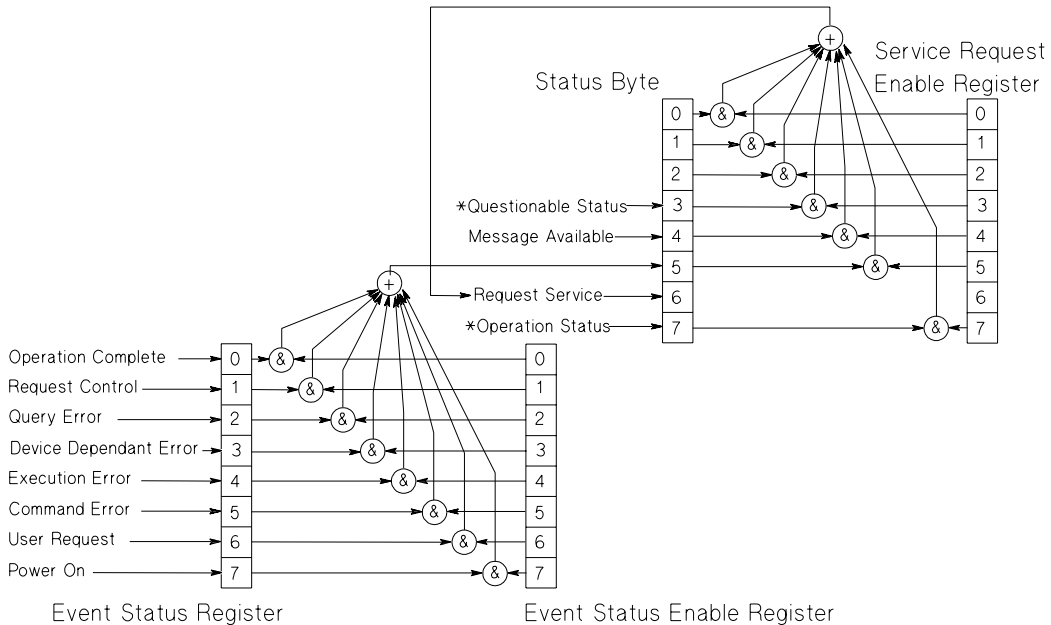 +
Service Request
Enable Register
Status Byte
0 & 0
1 & 1
2 & 2
*Questionable Status 3 & 3
Message Available 4 & 4
5 & 5
+
Request Service 6 6
*Operation Status 7 & 7
Operation Complete 0 & 0
Request Control 1 & 1
Query Error 2 & 2
Device Dependant Error 3 & 3
Execution Error 4 & 4
Command Error 5 & 5
User Request 6 & 6
Power On 7 & 7
Event Status Register
Event Status Enable Register